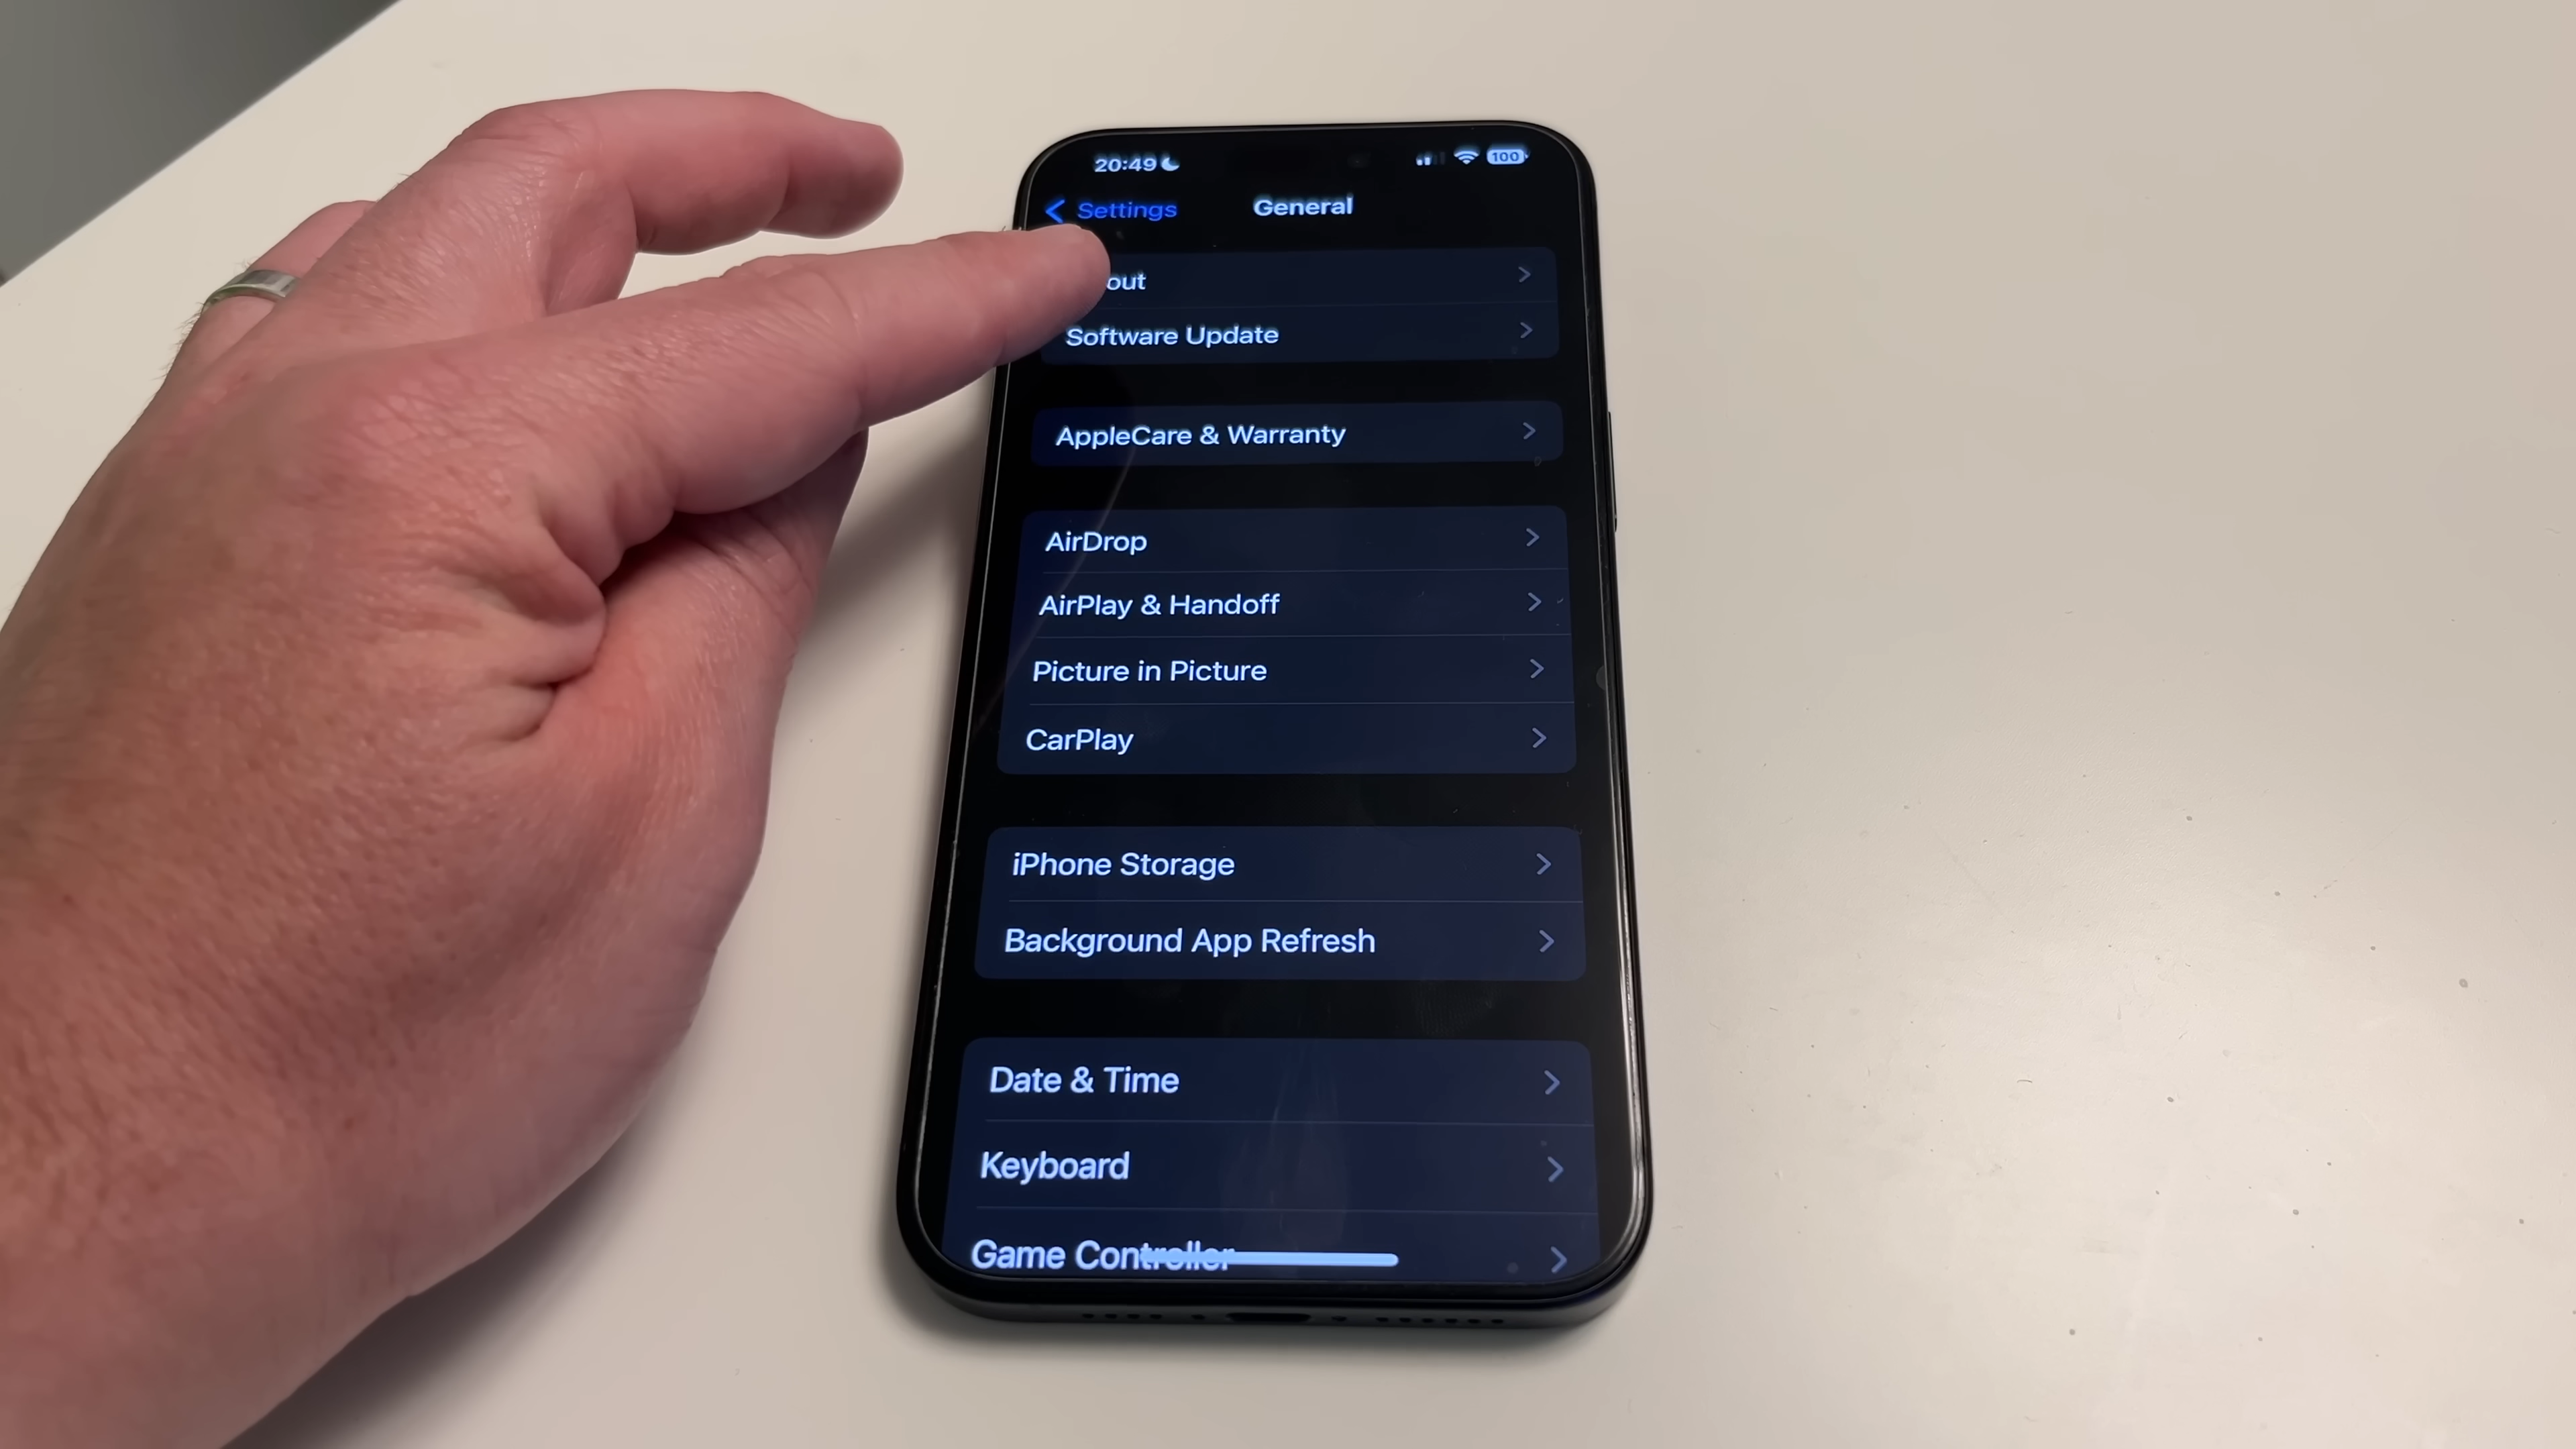 20:49
100
Settings
General
out
Software Update
AppleCare & Warranty
AirDrop
AirPlay & Handoff
Picture in Picture
CarPlay
iPhone Storage
Background App Refresh
Date & Time
Keyboard
Game Controller